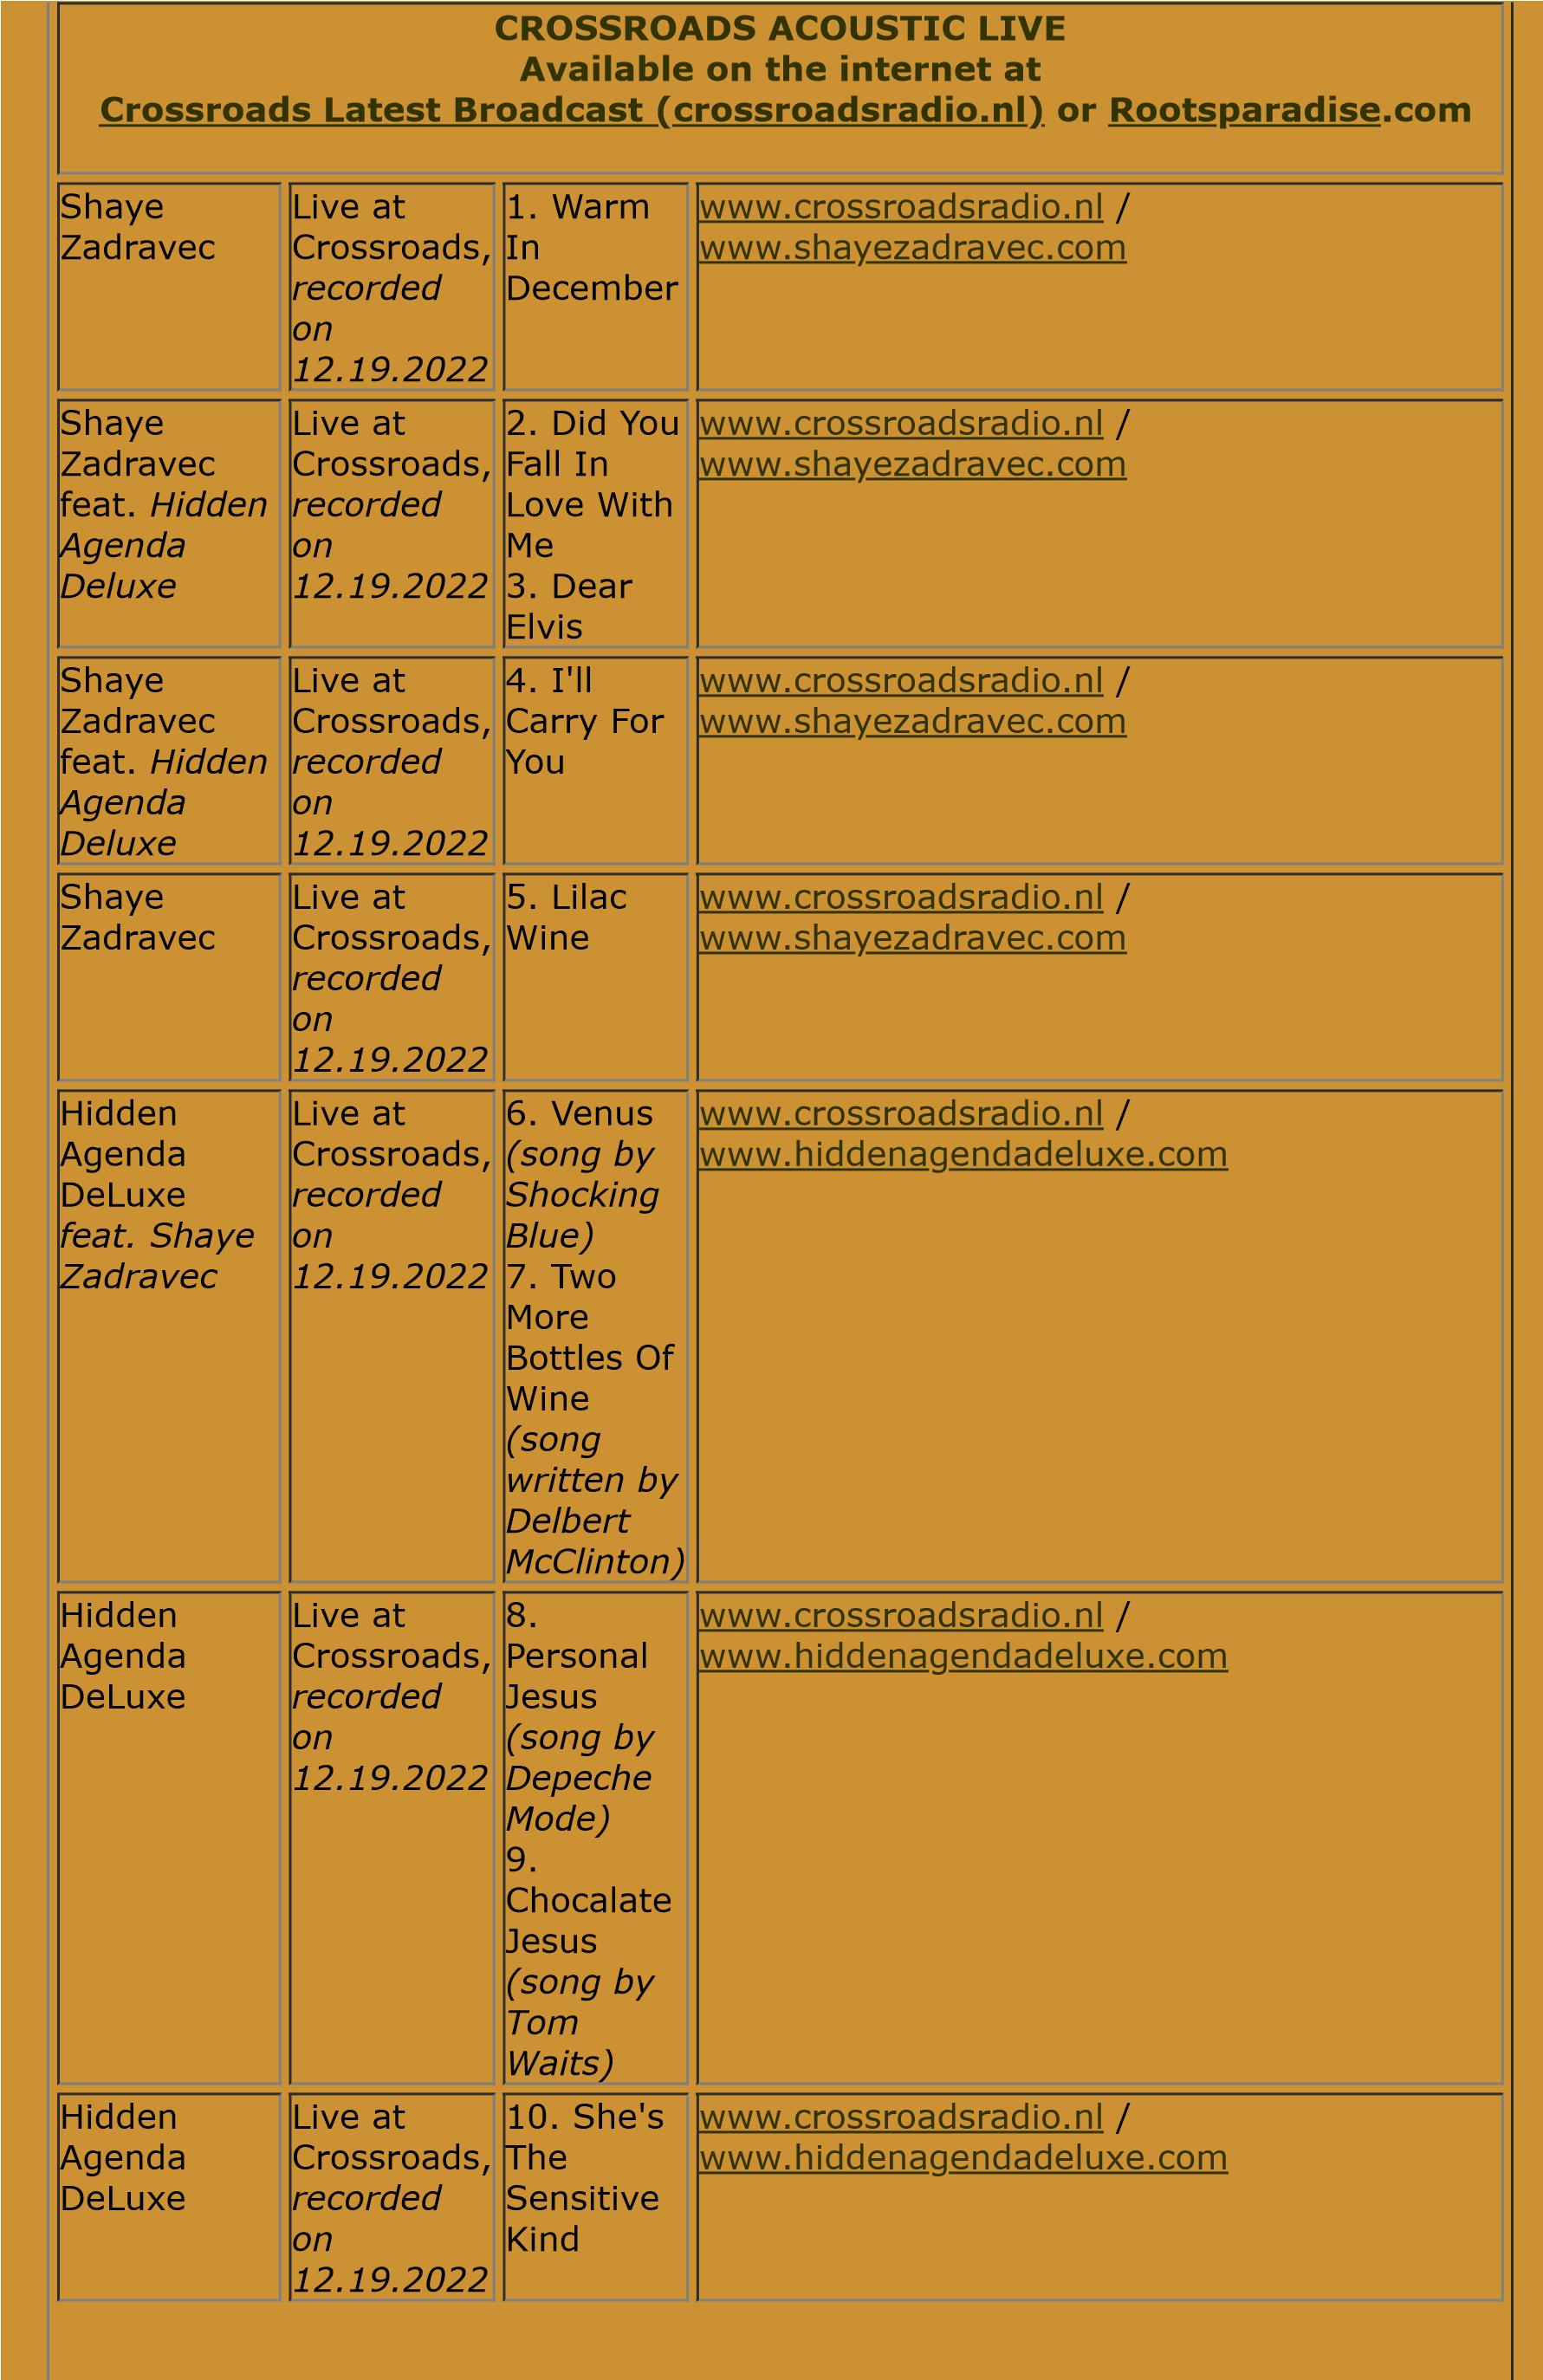 CROSSROADS ACOUSTIC LIVE
Available on the internet at
Crossroads Latest Broadcast (crossroadsradio.nl) or Rootsparadise.com
Shaye
Zadravec
Live at
Crossroads,
recorded
on
12.19.2022
1. Warm
In
December
www.crossroadsradio.nl /
www.shayezadravec.com
Shaye
Zadravec
feat. Hidden
Agenda
Deluxe
Live at
Crossroads,
recorded
on
12.19.2022
2. Did You
Fall In
Love With
Me
3. Dear
Elvis
www.crossroadsradio.nl /
www.shayezadravec.com
Shaye
Zadravec
feat. Hidden
Agenda
Deluxe
Live at
Crossroads,
recorded
on
12.19.2022
4. I'll
Carry For
You
www.crossroadsradio.nl /
www.shayezadravec.com
Shaye
Zadravec
Live at
Crossroads,
recorded
on
12.19.2022
5. Lilac
Wine
www.crossroadsradio.nl /
www.shayezadravec.com
Hidden
Agenda
DeLuxe
feat. Shaye
Zadravec
Live at
Crossroads,
recorded
on
12.19.2022
6. Venus
(song by
Shocking
Blue)
7. Two
More
Bottles Of
Wine
(song
written by
Delbert
McClinton)
www.crossroadsradio.nl /
www.hiddenagendadeluxe.com
Hidden
Agenda
DeLuxe
Live at
Crossroads,
recorded
on
12.19.2022
8.
Personal
Jesus
(song by
Depeche
Mode)
9.
Chocalate
Jesus
(song by
Tom
Waits)
www.crossroadsradio.nl /
www.hiddenagendadeluxe.com
Hidden
Agenda
DeLuxe
Live at
Crossroads,
recorded
on
12.19.2022
10. She's
The
Sensitive
Kind
www.crossroadsradio.nl /
www.hiddenagendadeluxe.com